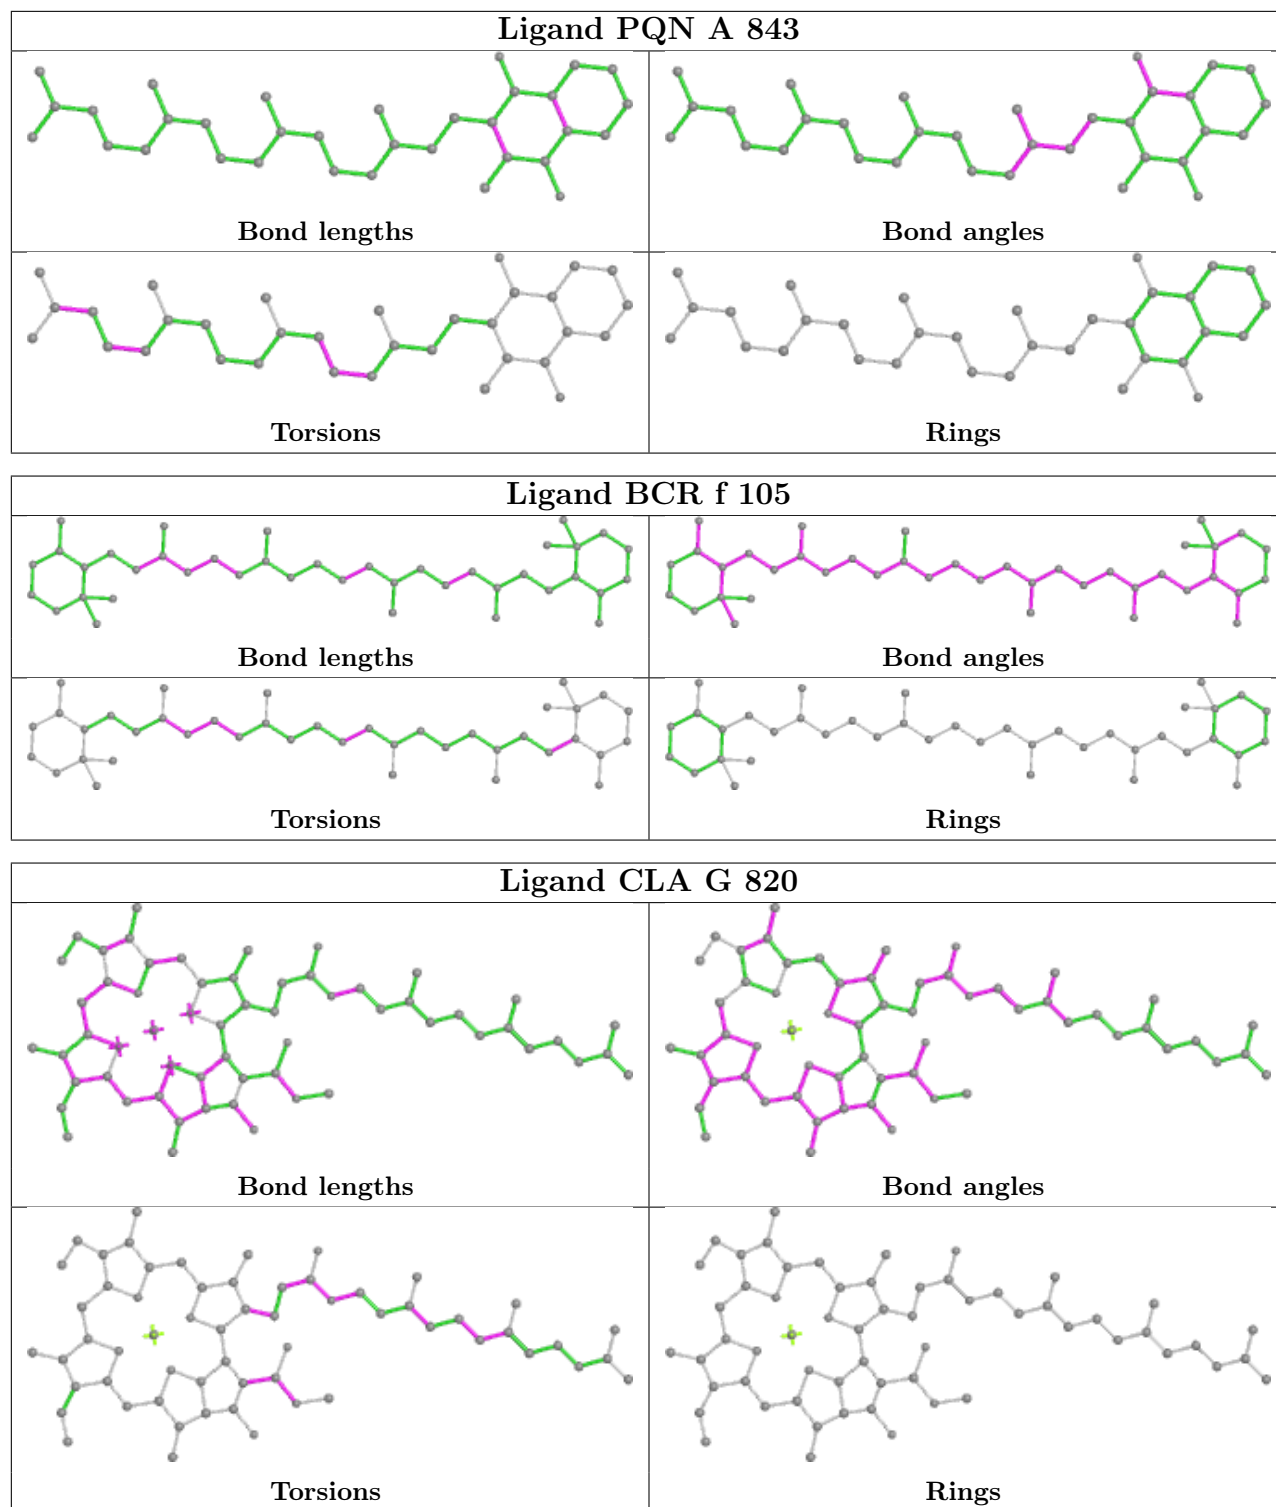 Ligand PQN A 843
Bond lengths
Bond angles
Torsions
Rings
Ligand BCR f 105
Bond lengths
Bond angles
Torsions
Rings
Ligand CLA G 820
Bond lengths
Bond angles
Torsions
Rings